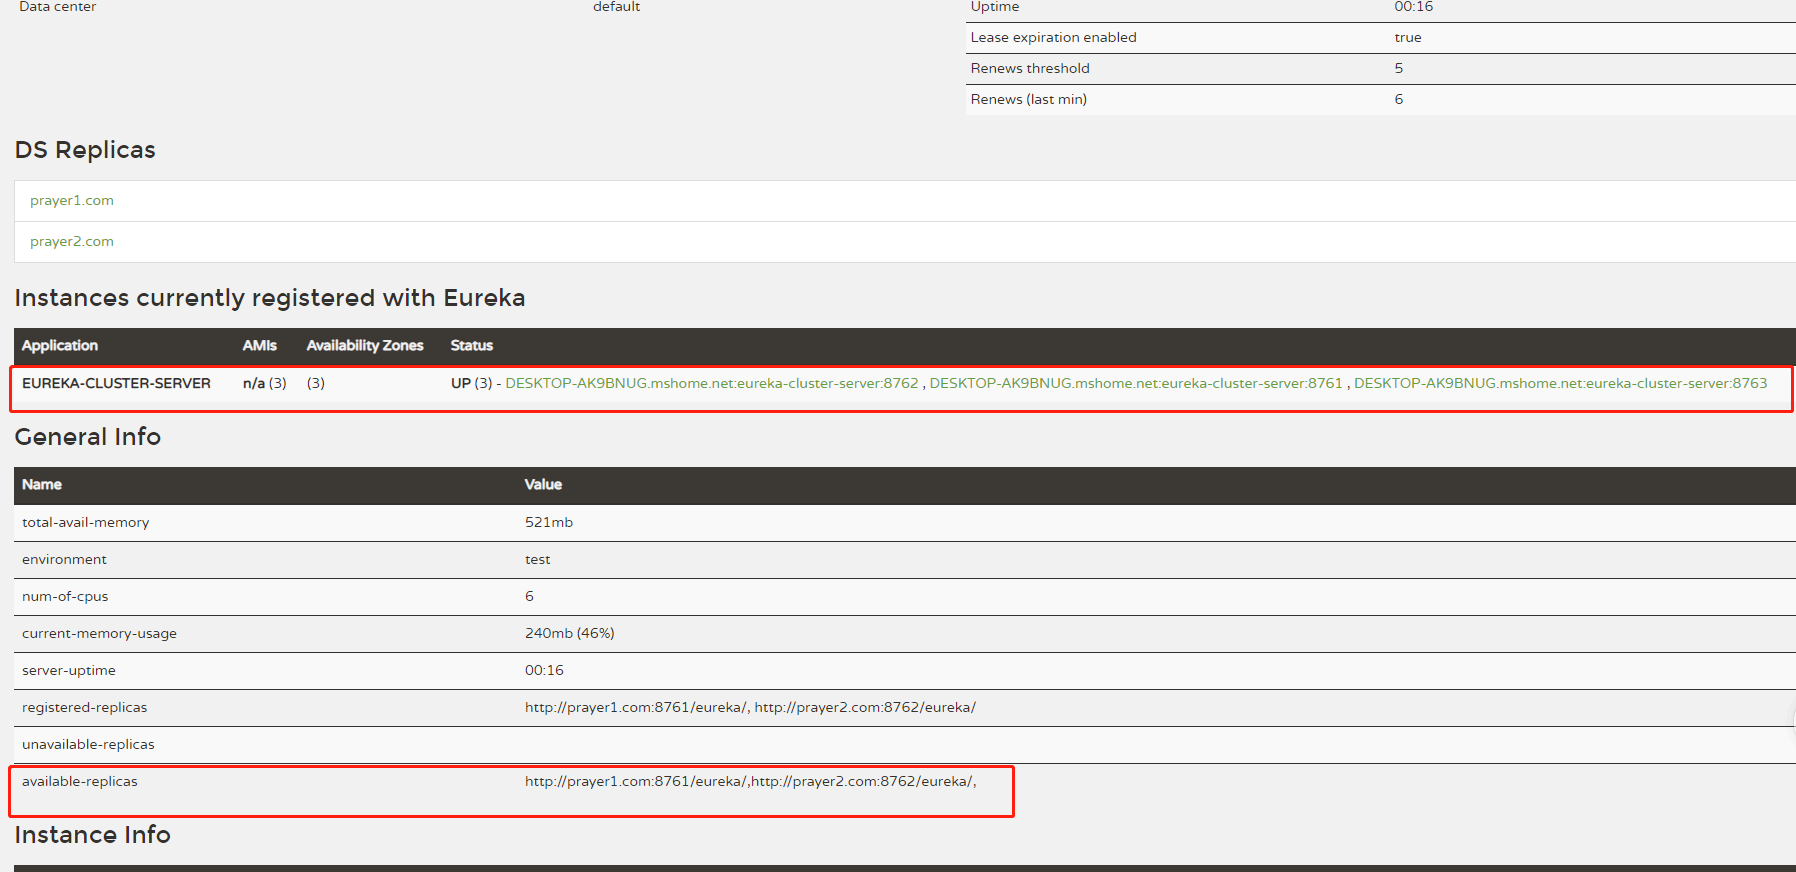 Data center default
Uptime 00:16
Lease expiration enabled true
Renews threshold 5
Renews (last min) 6
DS Replicas
prayer1.com
prayer2.com
Instances currently registered with Eureka
Application AMIs Availability Zones Status
EUREKA-CLUSTER-SERVER n/a (3) (3) UP (3) - DESKTOP-AK9BNUG.mshome.net:eureka-cluster-server:8762 , DESKTOP-AK9BNUG.mshome.net:eureka-cluster-server:8761 , DESKTOP-AK9BNUG.mshome.net:eureka-cluster-server:8763
General Info
Name Value
total-avail-memory 521mb
environment test
num-of-cpus 6
current-memory-usage 240mb (46%)
server-uptime 00:16
registered-replicas http://prayer1.com:8761/eureka/, http://prayer2.com:8762/eureka/
unavailable-replicas
available-replicas http://prayer1.com:8761/eureka/,http://prayer2.com:8762/eureka/,
Instance Info